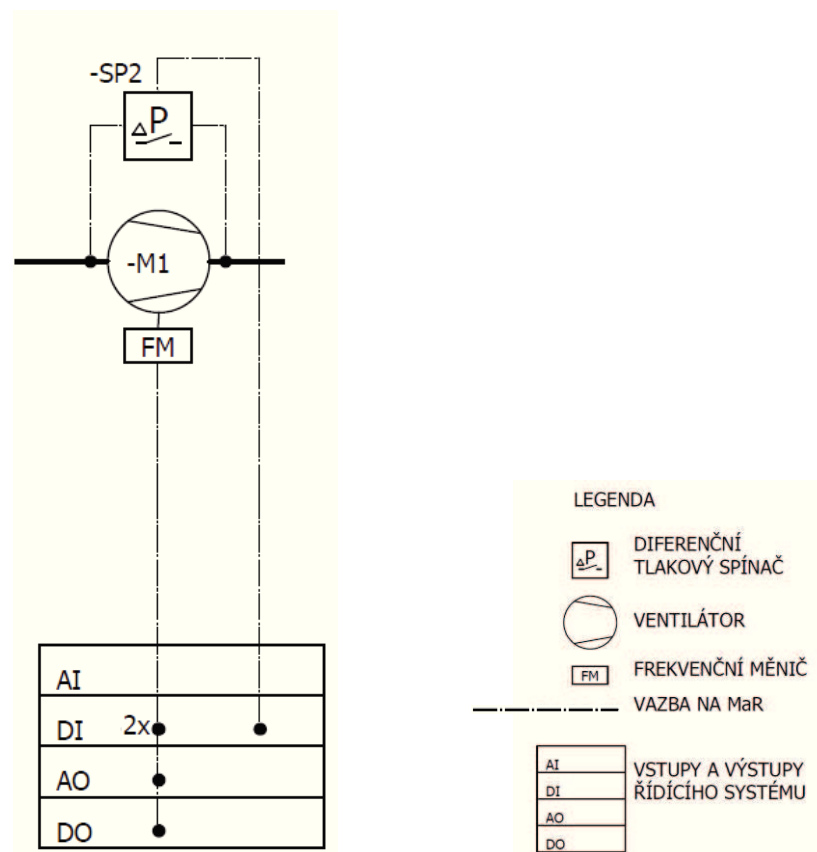 -SP2
△P
-M1
FM
AI
DI 2x
AO
DO
LEGENDA
△P
DIFERENČNÍ
TLAKOVÝ SPÍNAČ
VENTILÁTOR
FM
FREKVENČNÍ MĚNIČ
VAZBA NA MaR
AI
DI
AO
DO
VSTUPY A VÝSTUPY
ŘÍDÍCÍHO SYSTÉMU